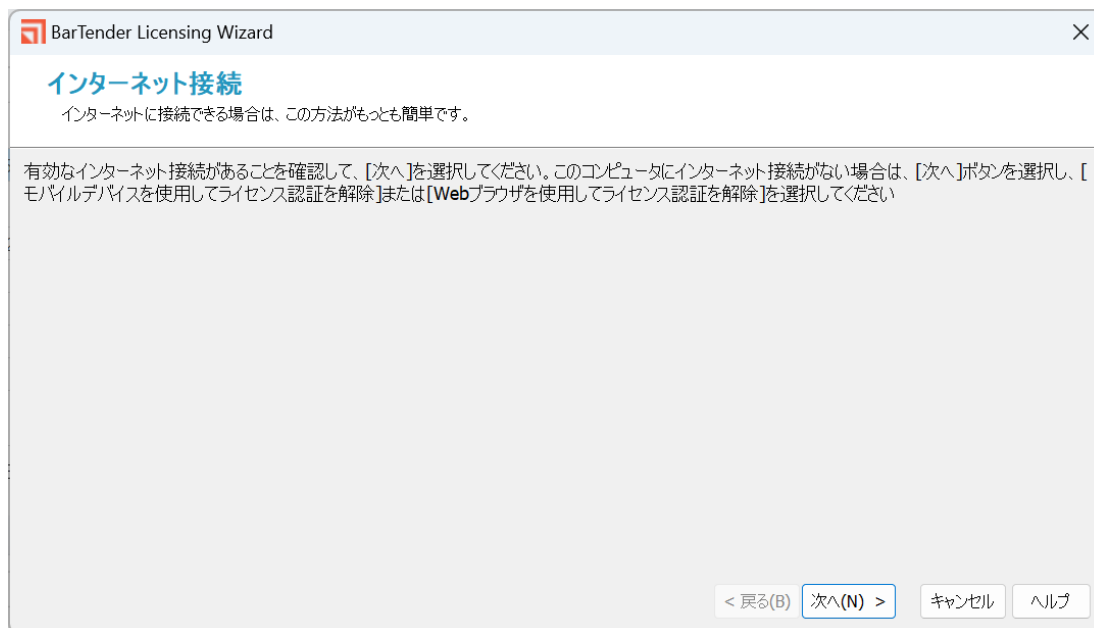 BarTender Licensing Wizard
インターネット接続
インターネットに接続できる場合は、この方法がもっとも簡単です。
有効なインターネット接続があることを確認して、[次へ]を選択してください。このコンピュータにインターネット接続がない場合は、[次へ]ボタンを選択し、[
モバイルデバイスを使用してライセンス認証を解除]または[Webブラウザを使用してライセンス認証を解除]を選択してください
< 戻る(B) 次へ(N) > キャンセル ヘルプ